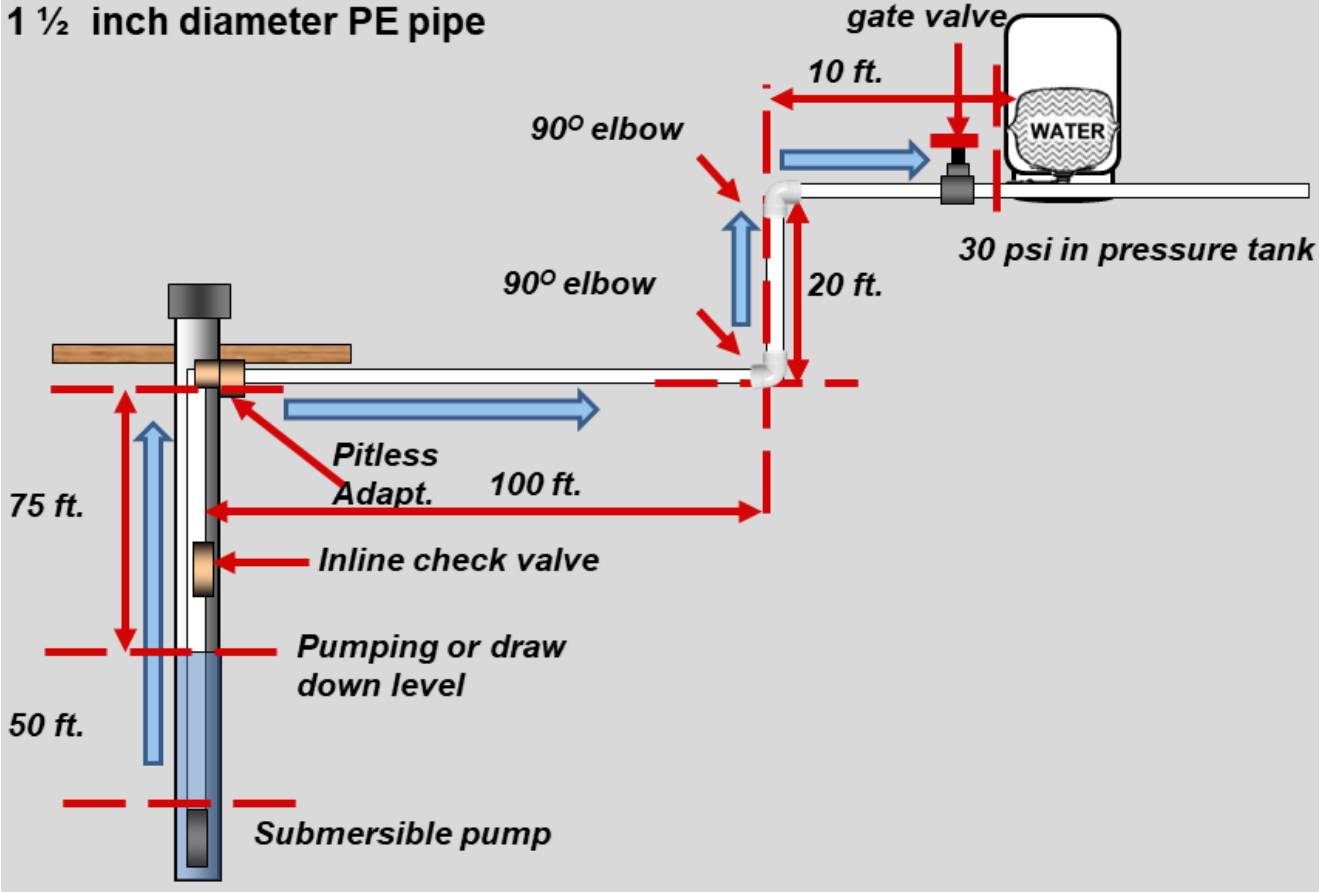 1 ½ inch diameter PE pipe
gate valve
10 ft.
90º elbow
WATER
30 psi in pressure tank
90º elbow
20 ft.
Pitless
Adapt.
100 ft.
75 ft.
Inline check valve
Pumping or draw
down level
50 ft.
Submersible pump